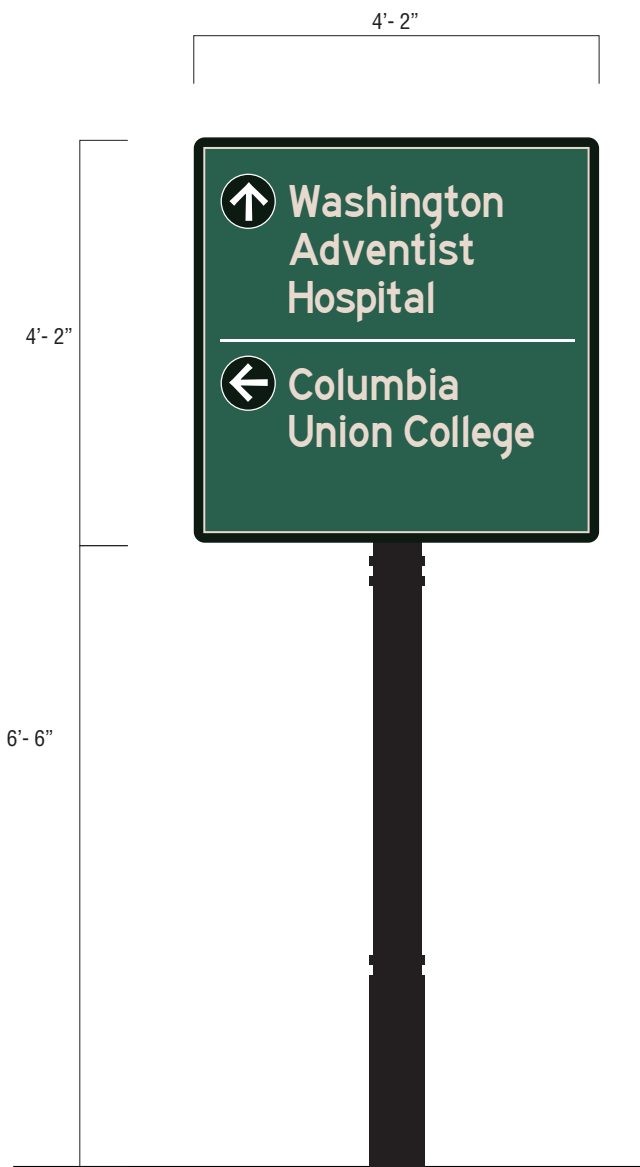 4’- 2”
Washington
Adventist
Hospital
4’- 2”
Columbia
Union College
6’- 6”